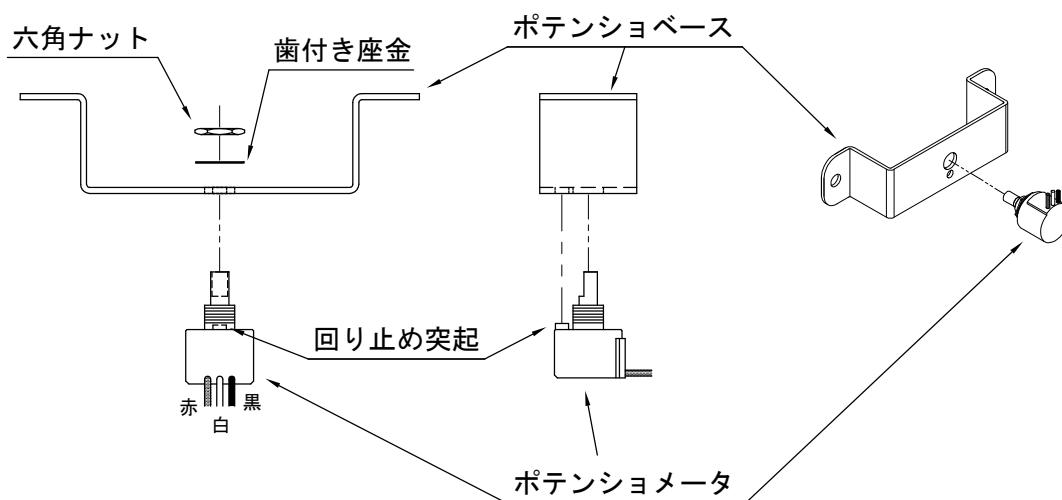 ポテンショベース
六角ナット
歯付き座金
回り止め突起
赤
黒
白
ポテンショメータ